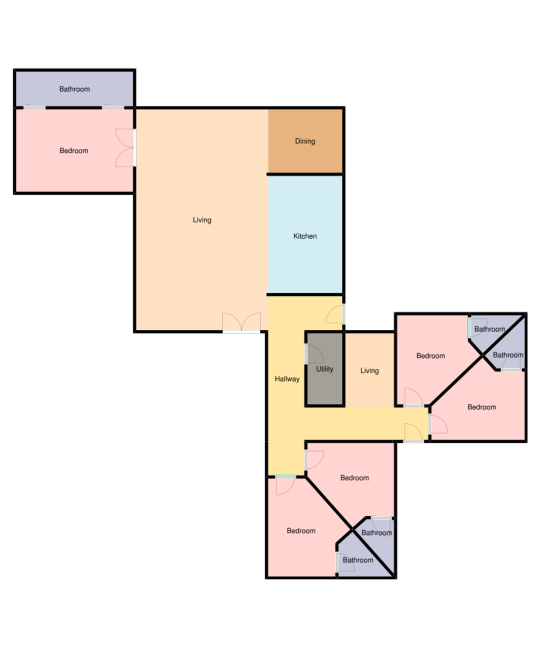 Bathroom
Dining
Bedroom
Living
Kitchen
Bathroom
Bathroom
Bedroom
Utility
Living
Hallway
Bedroom
Bedroom
Bedroom
Bathroom
Bathroom